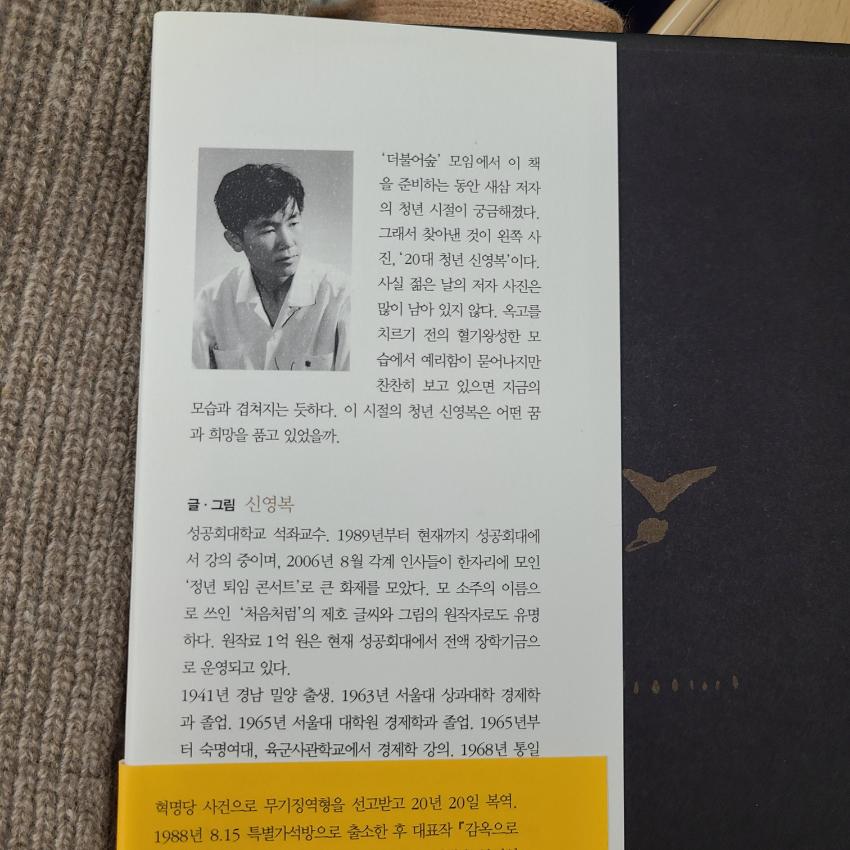 '더불어숲' 모임에서 이 책
을 준비하는 동안 새삼 저자
의 청년 시절이 궁금해졌다.
그래서 찾아낸 것이 왼쪽 사
진, '20대 청년 신영복'이다.
사실 젊은 날의 저자 사진은
많이 남아 있지 않다. 옥고를
치르기 전의 혈기왕성한 모
습에서 예리함이 묻어나지만
찬찬히 보고 있으면 지금의
모습과 겹쳐지는 듯하다. 이 시절의 청년 신영복은 어떤 꿈
과 희망을 품고 있었을까.
글·그림 신영복
성공회대학교 석좌교수. 1989년부터 현재까지 성공회대에
서 강의 중이며, 2006년 8월 각계 인사들이 한자리에 모인
'정년 퇴임 콘서트'로 큰 화제를 모았다. 모 소주의 이름으
로 쓰인 '처음처럼'의 제호 글씨와 그림의 원작자로도 유명
하다. 원작료 1억 원은 현재 성공회대에서 전액 장학기금으
로 운영되고 있다.
1941년 경남 밀양 출생. 1963년 서울대 상과대학 경제학
과 졸업. 1965년 서울대 대학원 경제학과 졸업. 1965년부
터 숙명여대, 육군사관학교에서 경제학 강의. 1968년 통일
혁명당 사건으로 무기징역형을 선고받고 20년 20일 복역.
1988년 8.15 특별가석방으로 출소한 후 대표작 『감옥으로